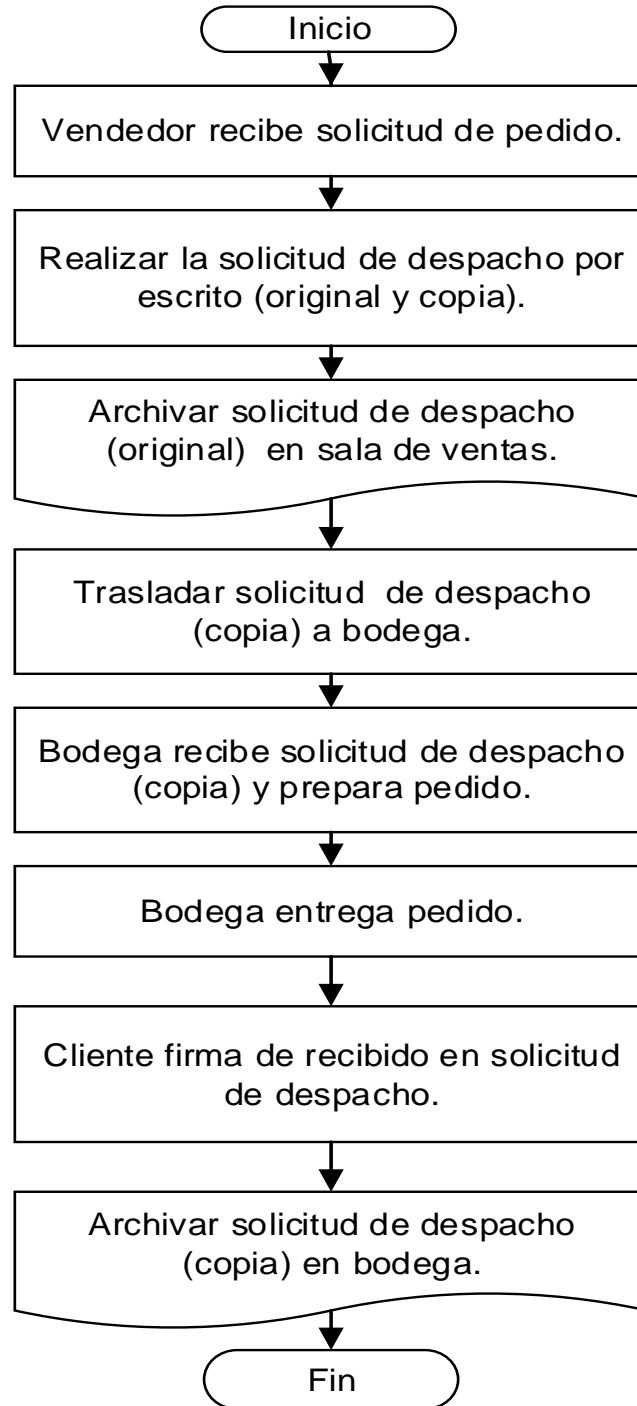 Inicio
Vendedor recibe solicitud de pedido.
Realizar la solicitud de despacho por
escrito (original y copia).
Archivar solicitud de despacho
(original) en sala de ventas.
Trasladar solicitud de despacho
(copia) a bodega.
Bodega recibe solicitud de despacho
(copia) y prepara pedido.
Bodega entrega pedido.
Cliente firma de recibido en solicitud
de despacho.
Archivar solicitud de despacho
(copia) en bodega.
Fin